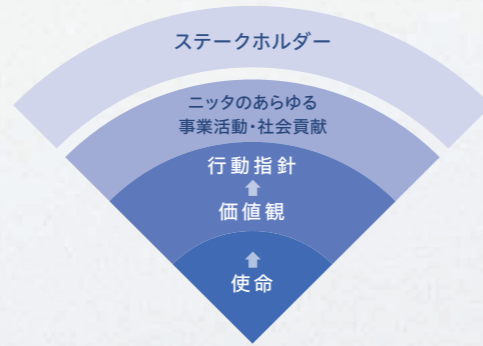 ステークホルダー
ニッタのあらゆる
事業活動・社会貢献
行動指針
価値観
使命